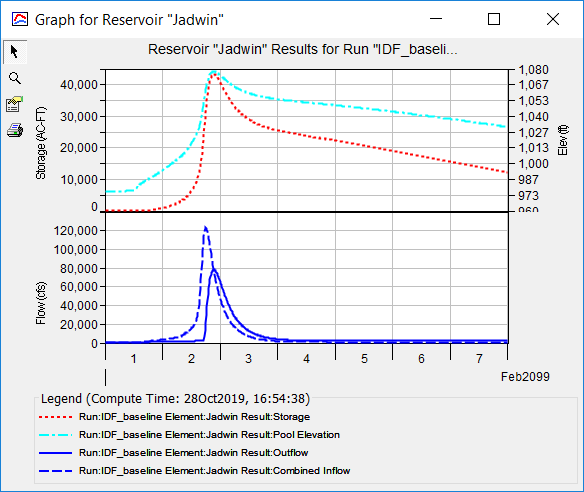 Graph for Reservoir "Jadwin"
Reservoir "Jadwin" Results for Run "IDF_baseli...
Storage (AC-FT)
40,000
30,000
20,000
10,000
0
1,080
1,067
1,053
1,040
1,027
1,013
1,000
987
973
960
Elev (ft)
Flow (cfs)
120,000
100,000
80,000
60,000
40,000
20,000
0
1 2 3 4 5 6 7
Feb2099
Legend (Compute Time: 28Oct2019, 16:54:38)
Run:IDF_baseline Element:Jadwin Result:Storage
Run:IDF_baseline Element:Jadwin Result:Pool Elevation
Run:IDF_baseline Element:Jadwin Result:Outflow
Run:IDF_baseline Element:Jadwin Result:Combined Inflow